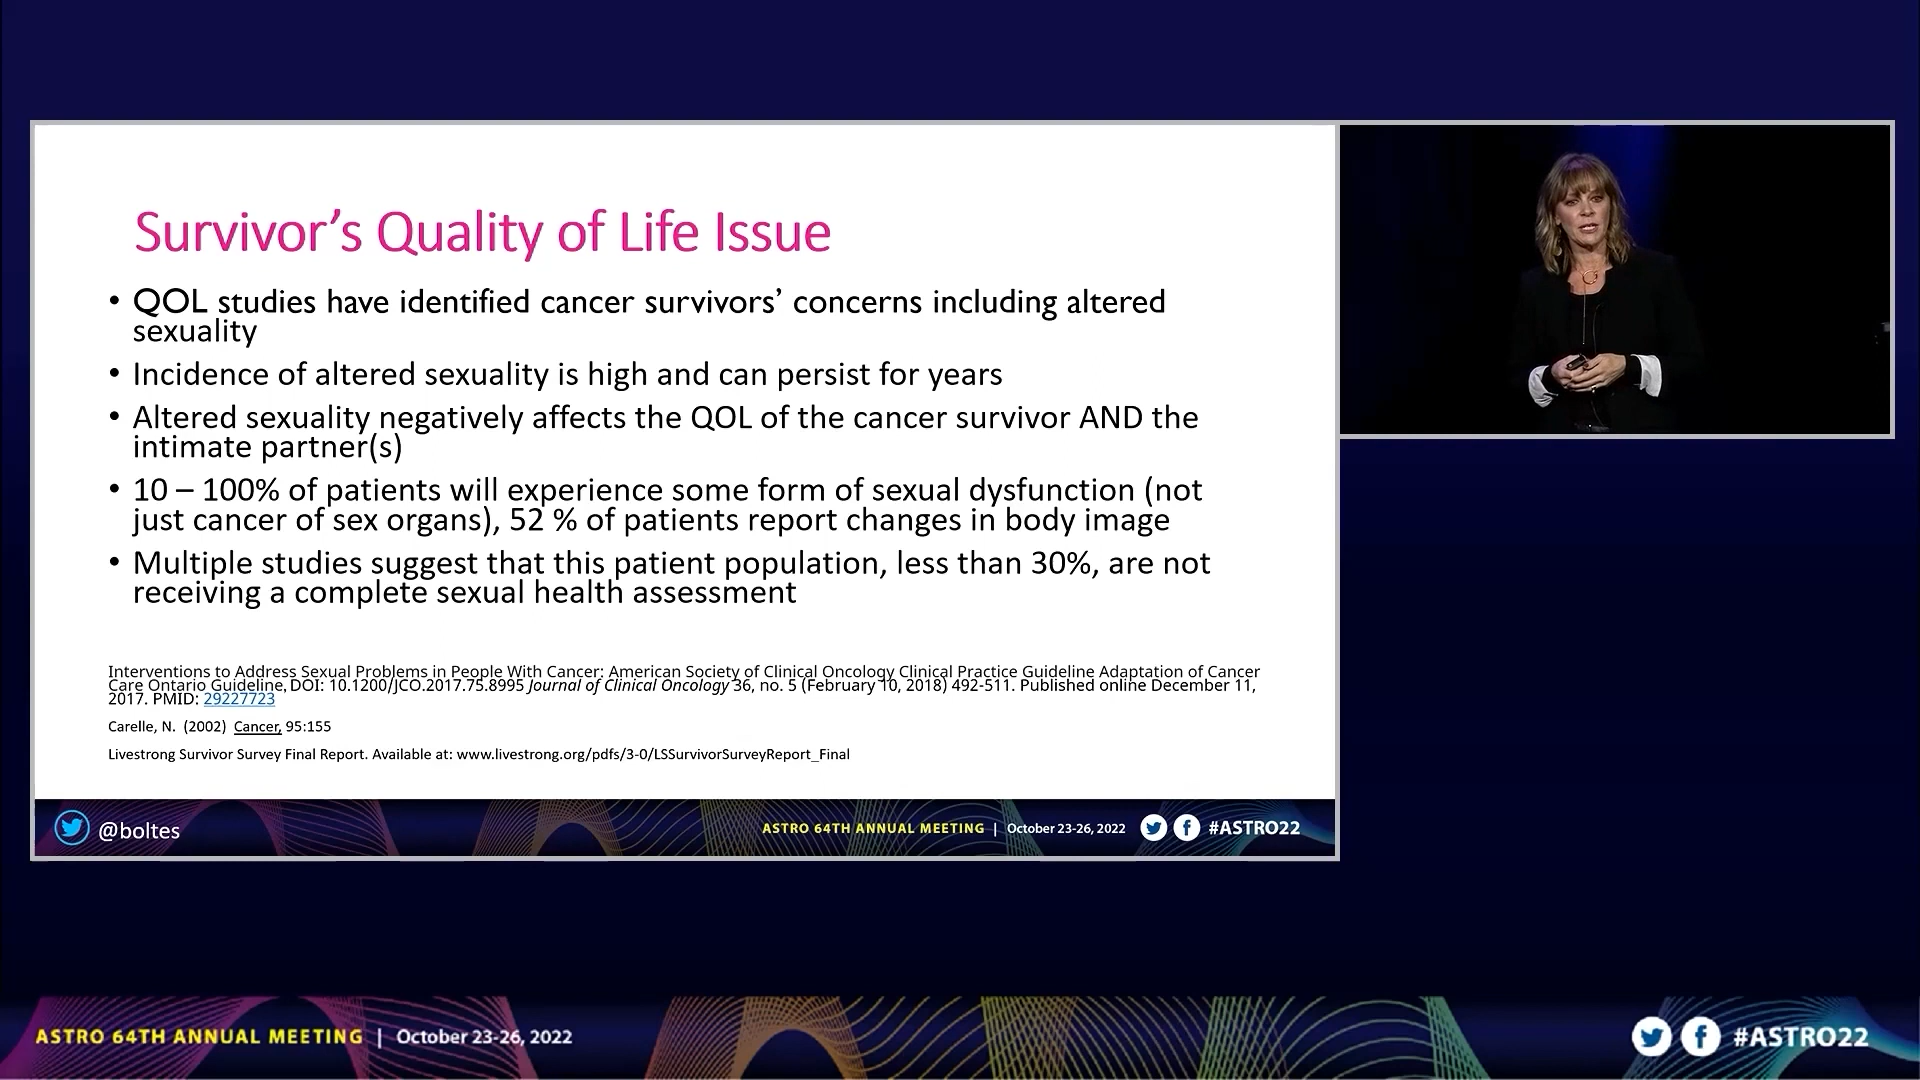 Survivor’s Quality of Life Issue
• QOL studies have identified cancer survivors’ concerns including altered
sexuality
• Incidence of altered sexuality is high and can persist for years
• Altered sexuality negatively affects the QOL of the cancer survivor AND the
intimate partner(s)
• 10 – 100% of patients will experience some form of sexual dysfunction (not
just cancer of sex organs), 52 % of patients report changes in body image
• Multiple studies suggest that this patient population, less than 30%, are not
receiving a complete sexual health assessment
Interventions to Address Sexual Problems in People With Cancer: American Society of Clinical Oncology Clinical Practice Guideline Adaptation of Cancer
Care Ontario Guideline, DOI: 10.1200/JCO.2017.75.8995 Journal of Clinical Oncology 36, no. 5 (February 10, 2018) 492-511. Published online December 11,
2017. PMID: 29227723
Carelle, N. (2002) Cancer, 95:155
Livestrong Survivor Survey Final Report. Available at: www.livestrong.org/pdfs/3-0/LSSurvivorSurveyReport_Final
@boltes
ASTRO 64TH ANNUAL MEETING | October 23-26, 2022 #ASTRO22
ASTRO 64TH ANNUAL MEETING | October 23-26, 2022 #ASTRO22